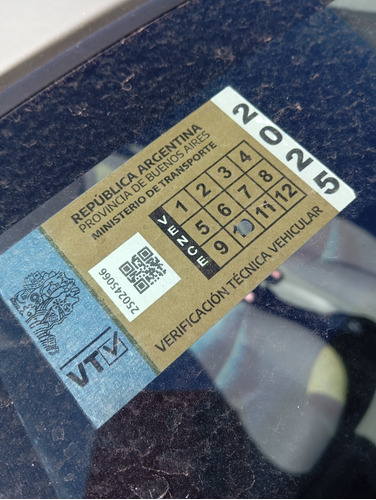 REPÚBLICA ARGENTINA
PROVINCIA DE BUENOS AIRES
MINISTERIO DE TRANSPORTE
VENCE
1 2 3 4
5 6 7 8
9 10 11 12
2025
250245066
VTV
VERIFICACIÓN TÉCNICA VEHICULAR